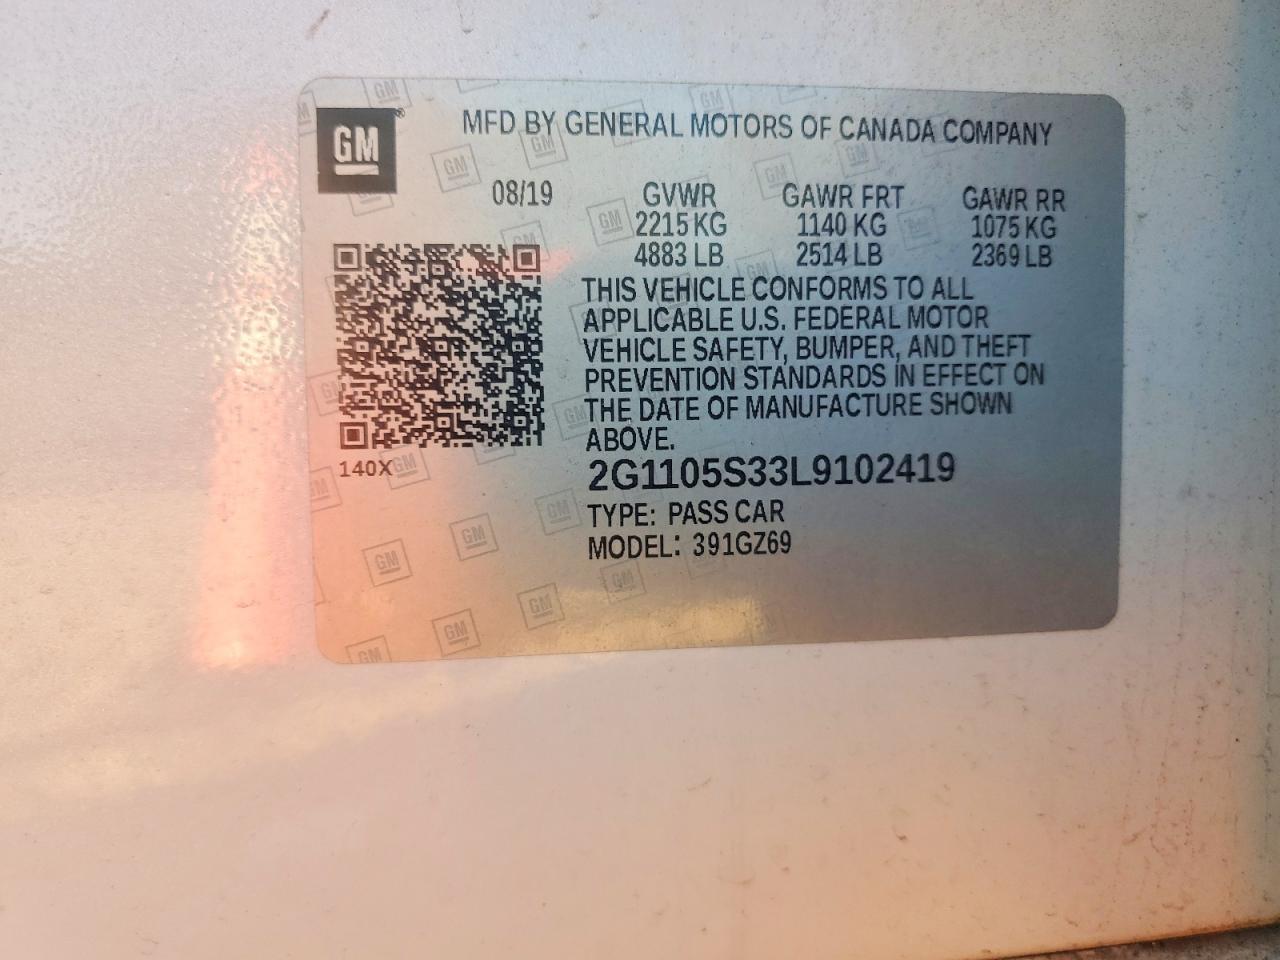 GM
MFD BY GENERAL MOTORS OF CANADA COMPANY
08/19 GVWR GAWR FRT GAWR RR
2215 KG 1140 KG 1075 KG
4883 LB 2514 LB 2369 LB
THIS VEHICLE CONFORMS TO ALL
APPLICABLE U.S. FEDERAL MOTOR
VEHICLE SAFETY, BUMPER, AND THEFT
PREVENTION STANDARDS IN EFFECT ON
THE DATE OF MANUFACTURE SHOWN
ABOVE.
140X
2G1105S33L9102419
TYPE: PASS CAR
MODEL: 391GZ69